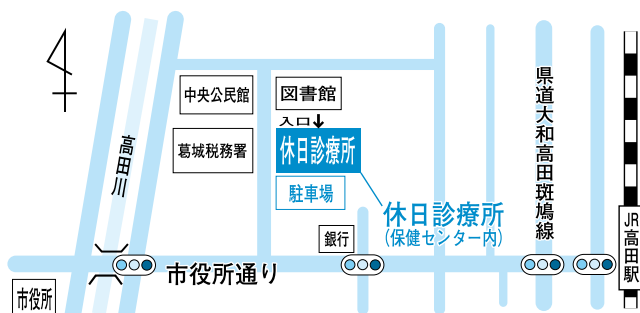 中央公民館
図書館
入口
葛城税務署
休日診療所
駐車場
高田川
県道大和高田斑鳩線
休日診療所
(保健センター内)
銀行
市役所通り
市役所
JR高田駅